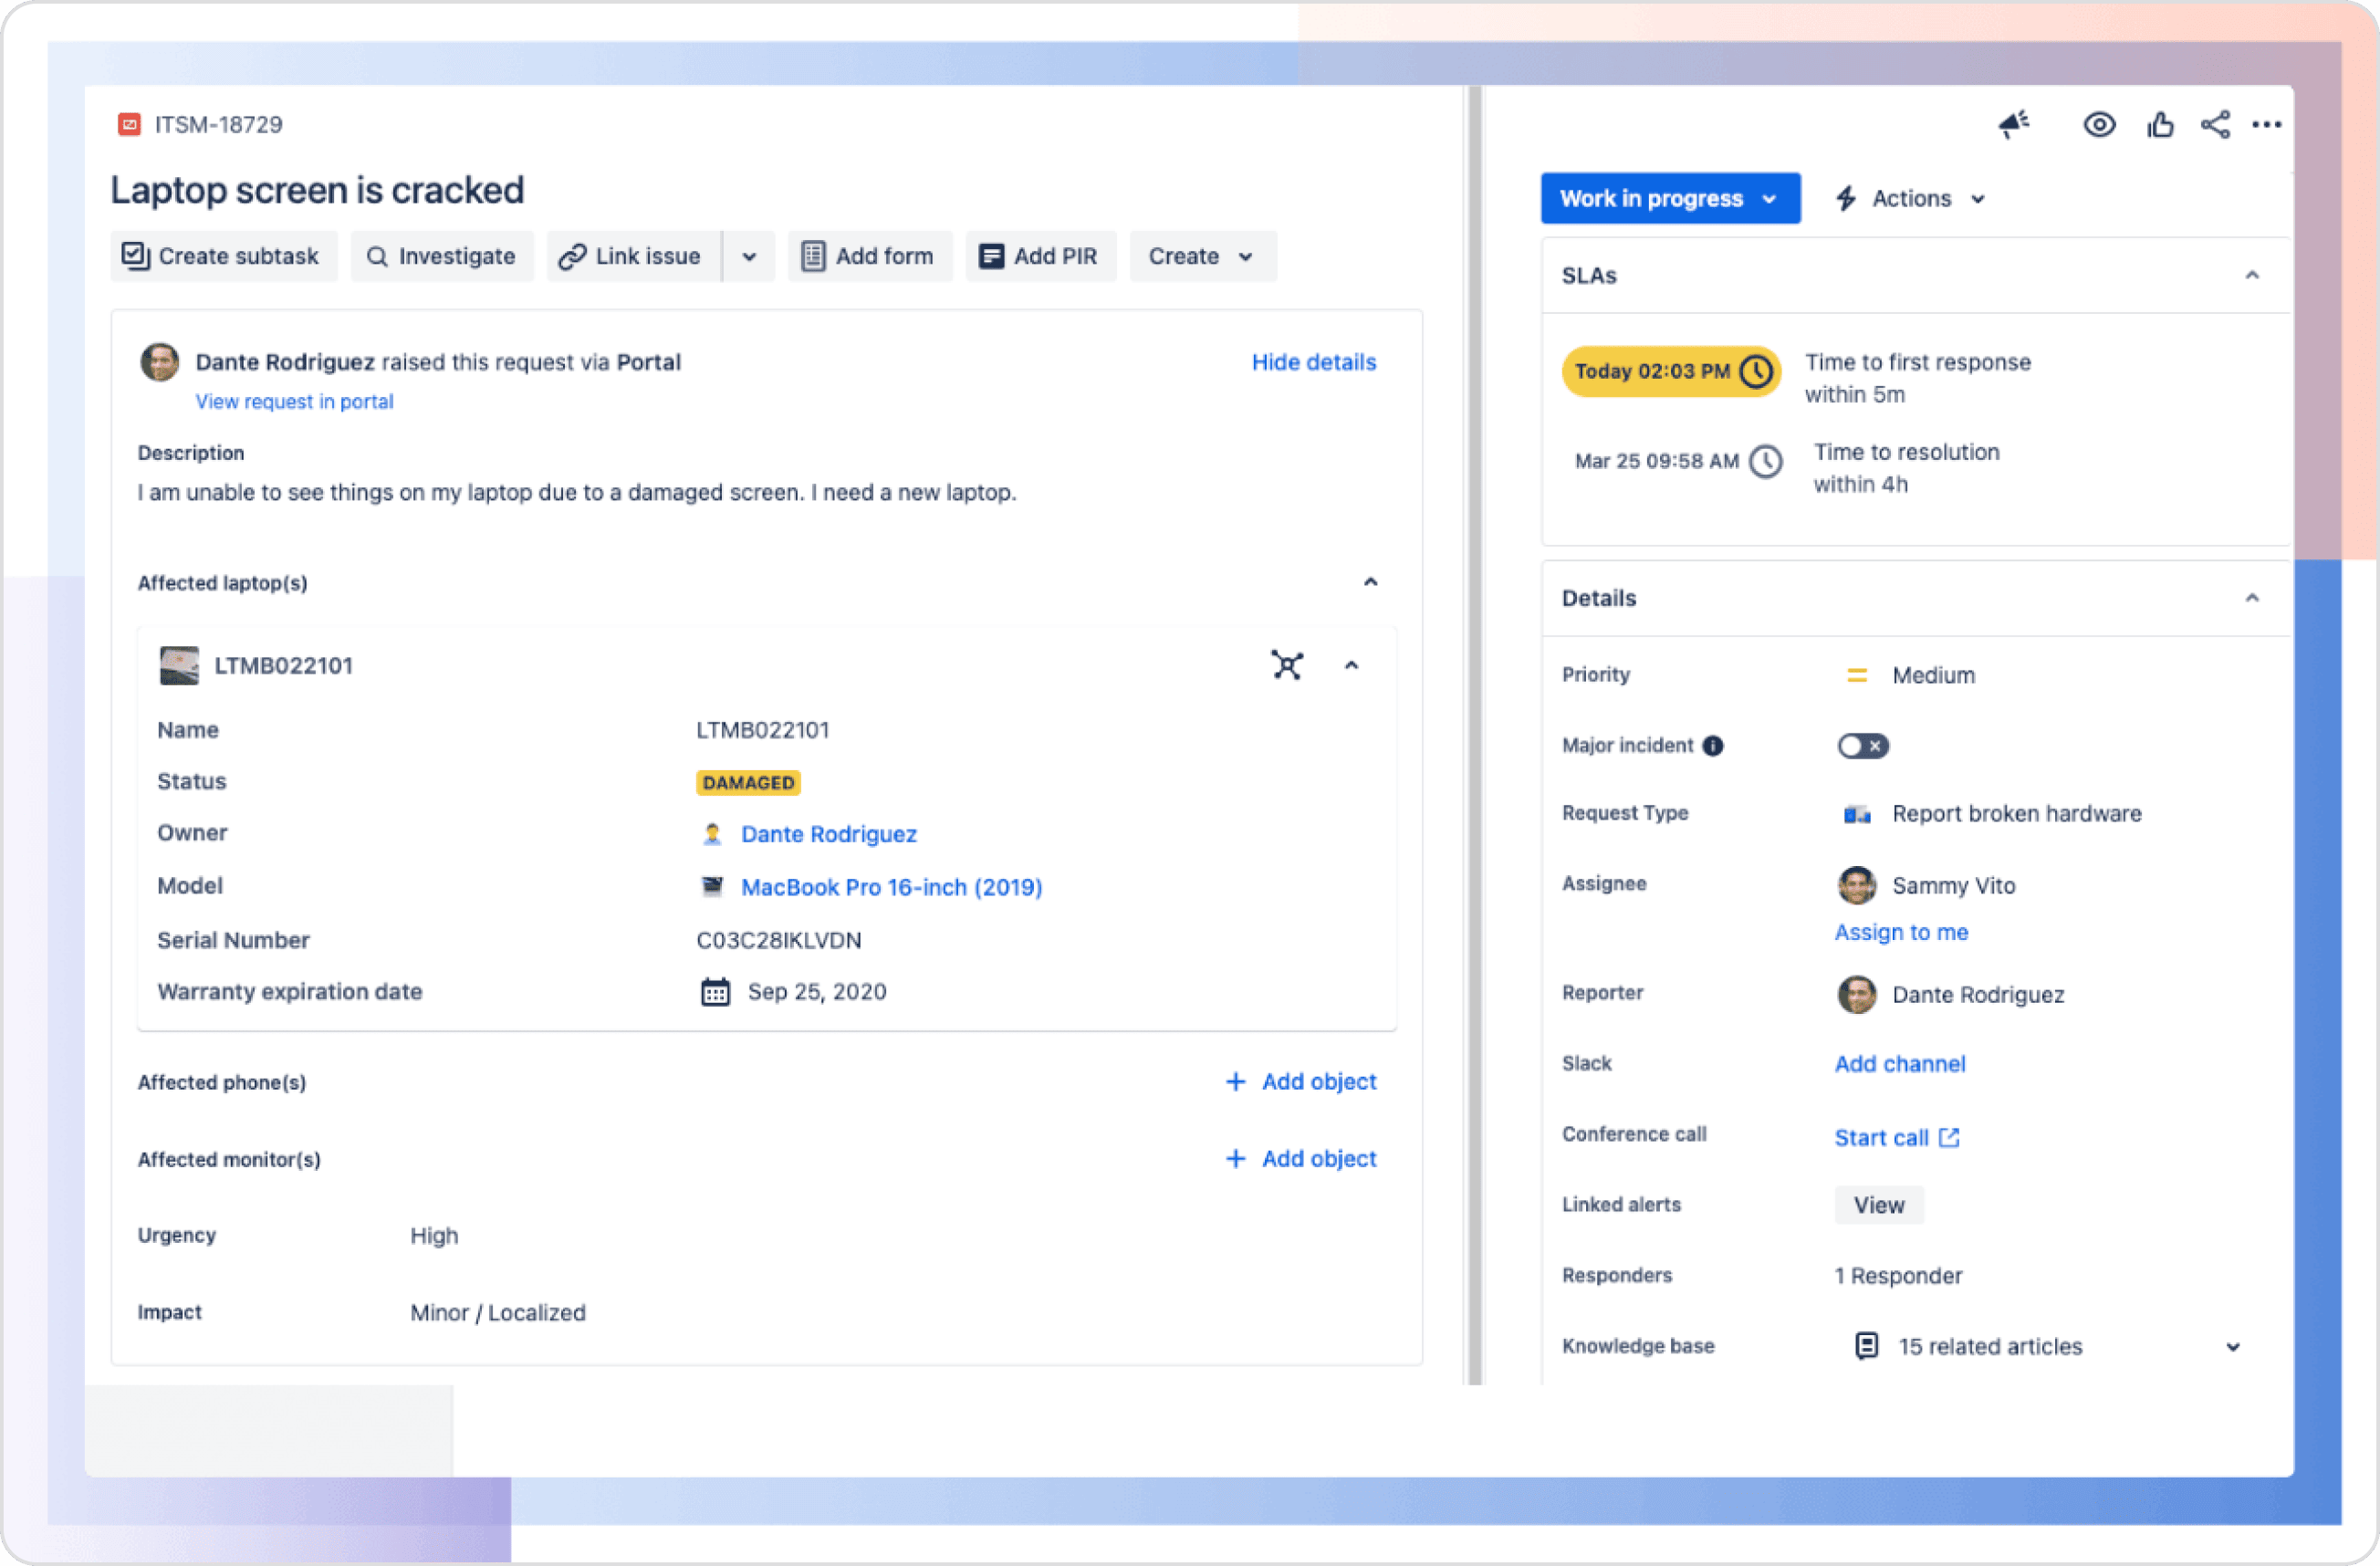 ITSM-18729
Laptop screen is cracked
Create subtask
Investigate
Link issue
Add form
Add PIR
Create
Dante Rodriguez raised this request via Portal
Hide details
View request in portal
Description
I am unable to see things on my laptop due to a damaged screen. I need a new laptop.
Affected laptop(s)
LTMB022101
Name LTMB022101
Status DAMAGED
Owner Dante Rodriguez
Model MacBook Pro 16-inch (2019)
Serial Number C03C28IKLVDN
Warranty expiration date Sep 25, 2020
Affected phone(s) + Add object
Affected monitor(s) + Add object
Urgency High
Impact Minor / Localized
Work in progress
Actions
SLAs
Today 02:03 PM
Time to first response
within 5m
Mar 25 09:58 AM
Time to resolution
within 4h
Details
Priority Medium
Major incident
Request Type Report broken hardware
Assignee Sammy Vito
Assign to me
Reporter Dante Rodriguez
Slack Add channel
Conference call Start call
Linked alerts View
Responders 1 Responder
Knowledge base 15 related articles